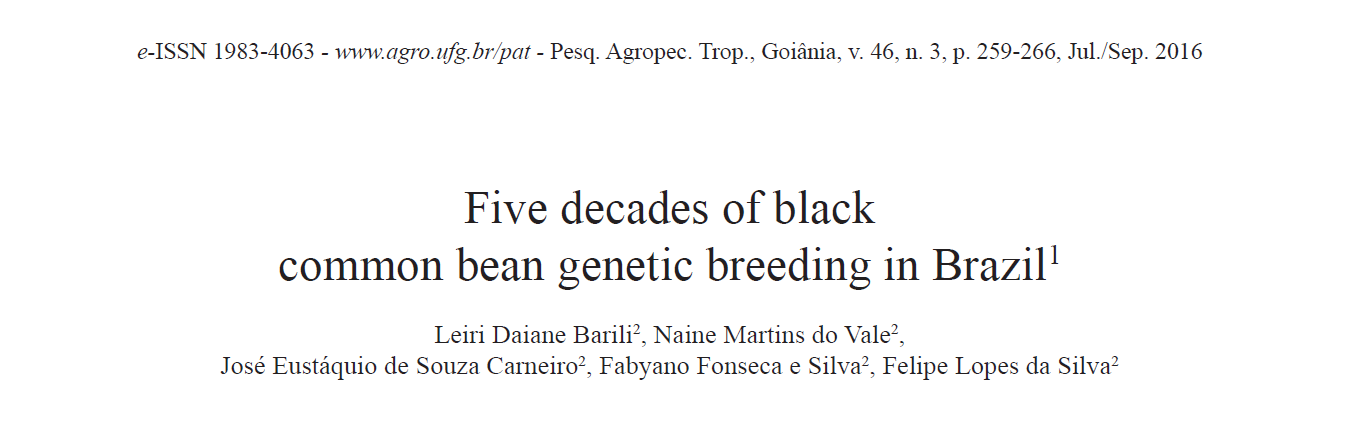 e-ISSN 1983-4063 - www.agro.ufg.br/pat - Pesq. Agropec. Trop., Goiânia, v. 46, n. 3, p. 259-266, Jul./Sep. 2016
Five decades of black
common bean genetic breeding in Brazil¹
Leiri Daiane Barili², Naine Martins do Vale²,
José Eustáquio de Souza Carneiro², Fabyano Fonseca e Silva², Felipe Lopes da Silva²